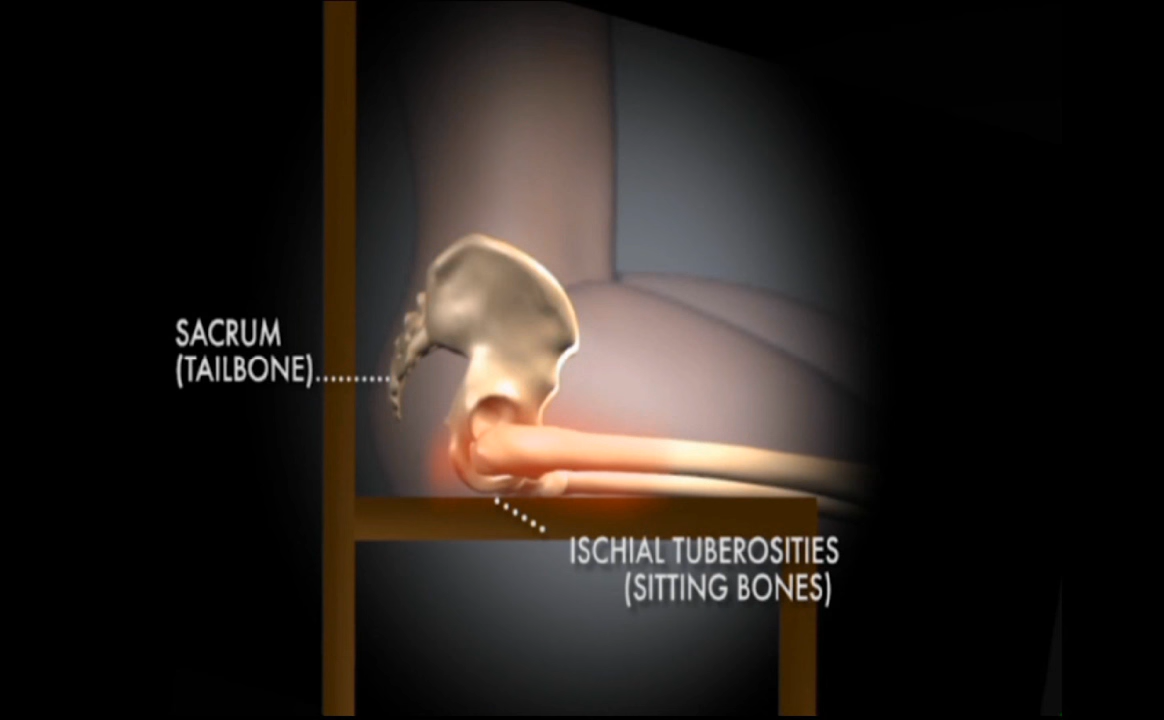 SACRUM
(TAILBONE)
ISCHIAL TUBEROSITIES
(SITTING BONES)